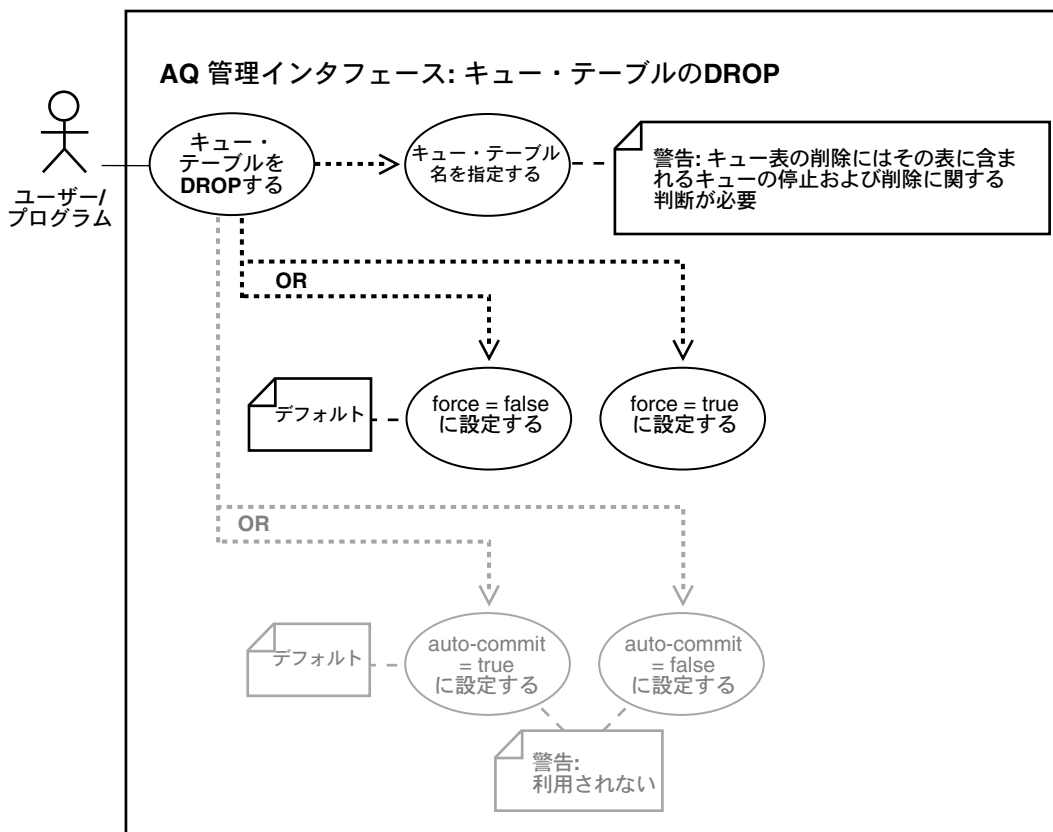 AQ 管理インタフェース: キュー・テーブルのDROP
ユーザー/
プログラム
キュー・
テーブルを
DROPする
キュー・テーブル
名を指定する
警告: キュー表の削除にはその表に含ま
れるキューの停止および削除に関する
判断が必要
OR
デフォルト
force = false
に設定する
force = true
に設定する
OR
デフォルト
auto-commit
= true
に設定する
auto-commit
= false
に設定する
警告:
利用されない